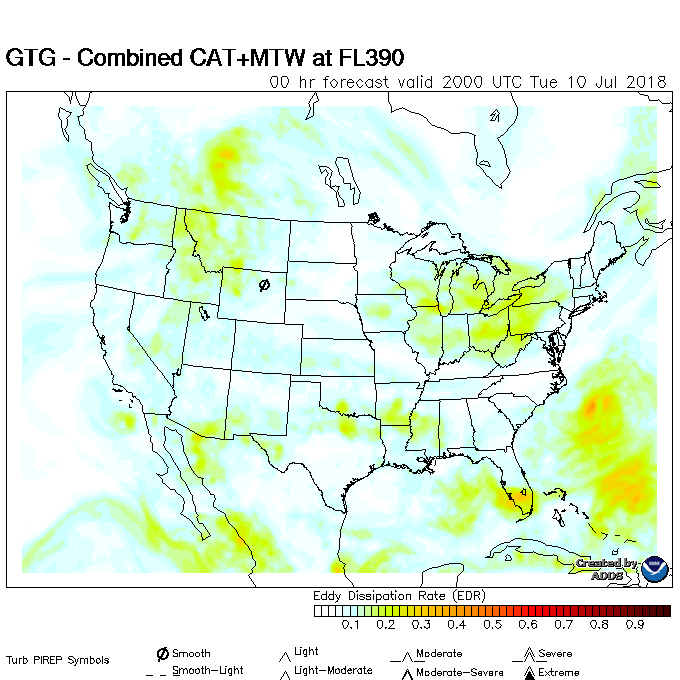 GTG - Combined CAT+MTW at FL390
00 hr forecast valid 2000 UTC Tue 10 Jul 2018
Created by
ADDS
Eddy Dissipation Rate (EDR)
0.1 0.2 0.3 0.4 0.5 0.6 0.7 0.8 0.9
Turb PIREP Symbols
Smooth Light Moderate Severe
Smooth-Light Light-Moderate Moderate-Severe Extreme